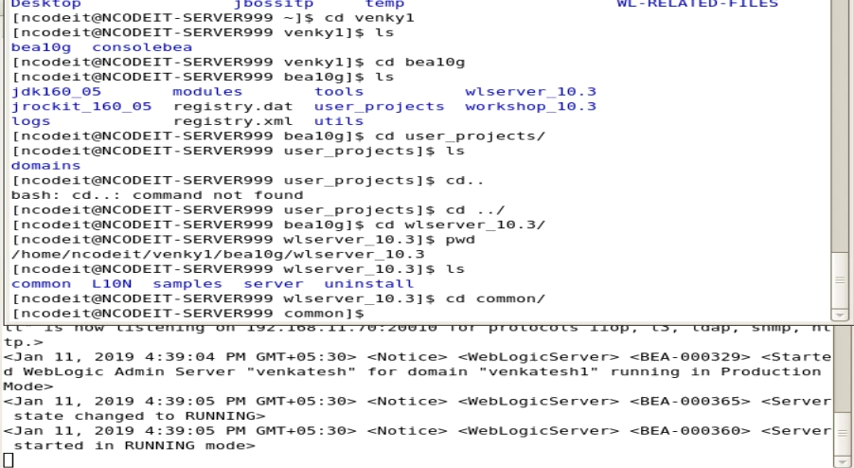 Desktop jbossitp temp WL-RELATED-FILES
[ncodeit@NCODEIT-SERVER999 ~]$ cd venky1
[ncodeit@NCODEIT-SERVER999 venky1]$ ls
bea10g consolebea
[ncodeit@NCODEIT-SERVER999 venky1]$ cd bea10g
[ncodeit@NCODEIT-SERVER999 bea10g]$ ls
jdk160_05 modules tools wlserver_10.3
jrockit_160_05 registry.dat user_projects workshop_10.3
logs registry.xml utils
[ncodeit@NCODEIT-SERVER999 bea10g]$ cd user_projects/
[ncodeit@NCODEIT-SERVER999 user_projects]$ ls
domains
[ncodeit@NCODEIT-SERVER999 user_projects]$ cd..
bash: cd..: command not found
[ncodeit@NCODEIT-SERVER999 user_projects]$ cd ../
[ncodeit@NCODEIT-SERVER999 bea10g]$ cd wlserver_10.3/
[ncodeit@NCODEIT-SERVER999 wlserver_10.3]$ pwd
/home/ncodeit/venky1/bea10g/wlserver_10.3
[ncodeit@NCODEIT-SERVER999 wlserver_10.3]$ ls
common L10N samples server uninstall
[ncodeit@NCODEIT-SERVER999 wlserver_10.3]$ cd common/
[ncodeit@NCODEIT-SERVER999 common]$
is now listening on 192.168.11.70:20010 for protocols iiop, t3, ldap, snmp, ht
tp.>
<Jan 11, 2019 4:39:04 PM GMT+05:30> <Notice> <WebLogicServer> <BEA-000329> <Starte
d WebLogic Admin Server "venkatesh" for domain "venkatesh1" running in Production
Mode>
<Jan 11, 2019 4:39:05 PM GMT+05:30> <Notice> <WebLogicServer> <BEA-000365> <Server
state changed to RUNNING>
<Jan 11, 2019 4:39:05 PM GMT+05:30> <Notice> <WebLogicServer> <BEA-000360> <Server
started in RUNNING mode>